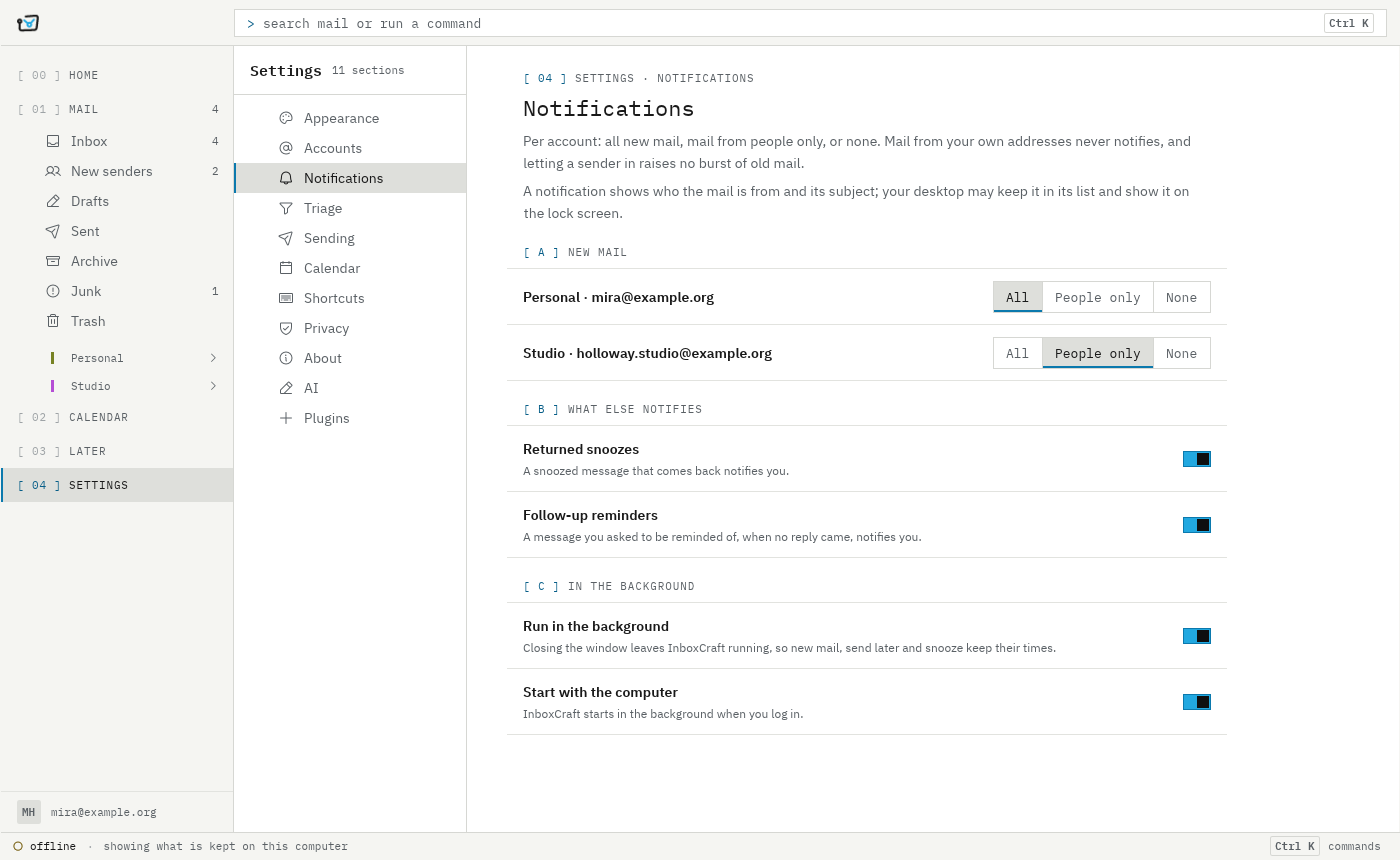 > search mail or run a command Ctrl K
[ 00 ] HOME
[ 01 ] MAIL 4
Inbox 4
New senders 2
Drafts
Sent
Archive
Junk 1
Trash
Personal
Studio
[ 02 ] CALENDAR
[ 03 ] LATER
[ 04 ] SETTINGS
MH mira@example.org
Settings 11 sections
Appearance
Accounts
Notifications
Triage
Sending
Calendar
Shortcuts
Privacy
About
AI
Plugins
[ 04 ] SETTINGS · NOTIFICATIONS
Notifications
Per account: all new mail, mail from people only, or none. Mail from your own addresses never notifies, and
letting a sender in raises no burst of old mail.
A notification shows who the mail is from and its subject; your desktop may keep it in its list and show it on
the lock screen.
[ A ] NEW MAIL
Personal · mira@example.org All People only None
Studio · holloway.studio@example.org All People only None
[ B ] WHAT ELSE NOTIFIES
Returned snoozes
A snoozed message that comes back notifies you.
Follow-up reminders
A message you asked to be reminded of, when no reply came, notifies you.
[ C ] IN THE BACKGROUND
Run in the background
Closing the window leaves InboxCraft running, so new mail, send later and snooze keep their times.
Start with the computer
InboxCraft starts in the background when you log in.
offline · showing what is kept on this computer Ctrl K commands